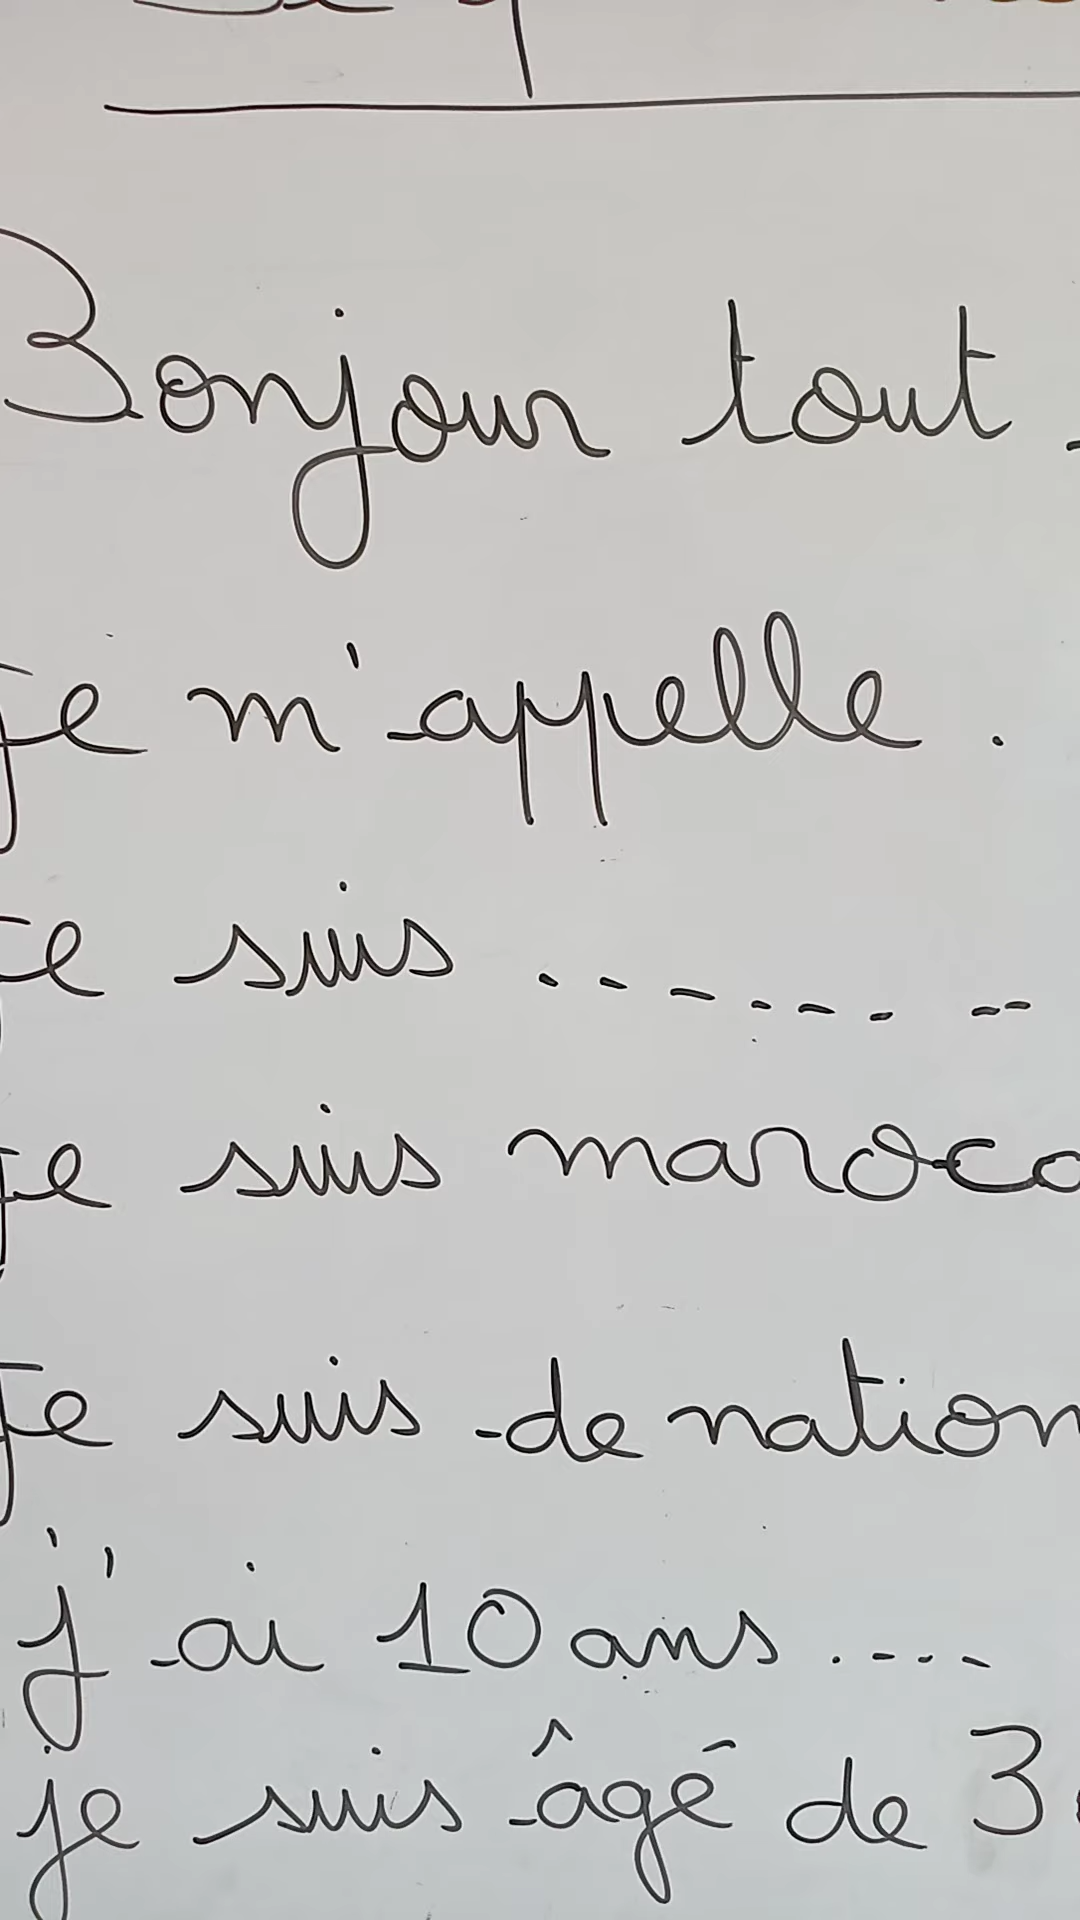 Bonjour tout
Je m'appelle .
Je suis ..-.--. --
Je suis maroca
Je suis de nation
j'ai 10 ans ....
je suis âgé de 3